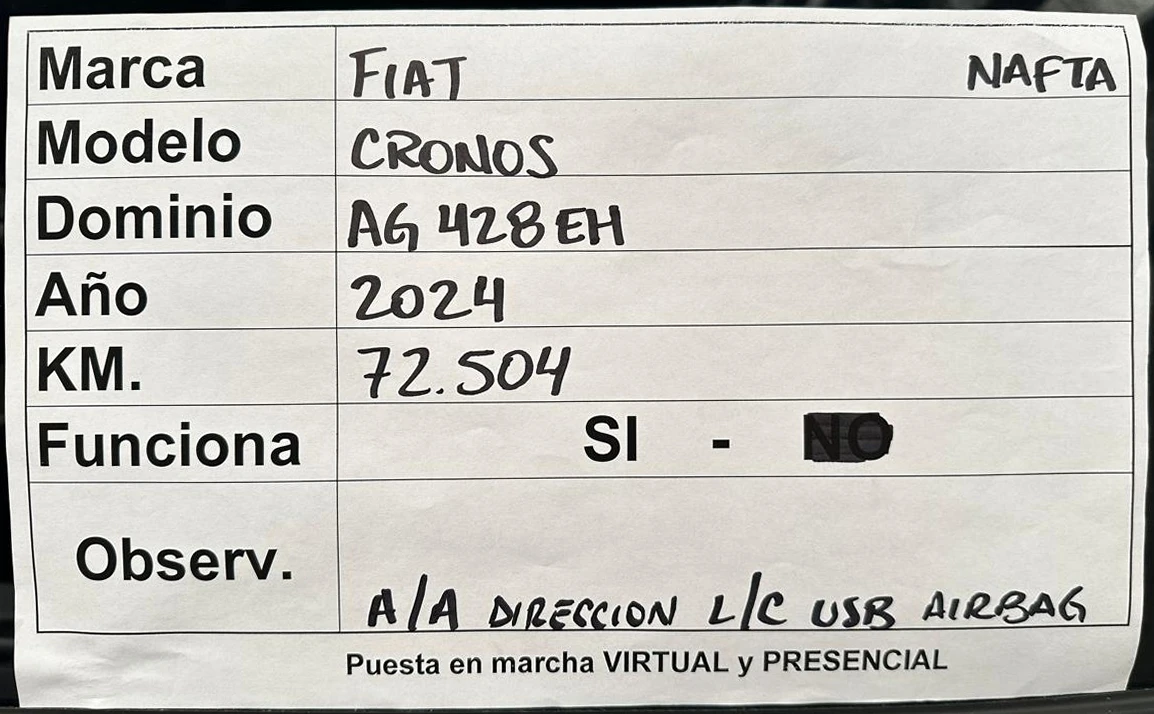 Marca FIAT NAFTA
Modelo CRONOS
Dominio AG 428 EH
Año 2024
KM. 72.504
Funciona SI - NO
Observ. A/A DIRECCION L/C USB AIRBAG
Puesta en marcha VIRTUAL y PRESENCIAL